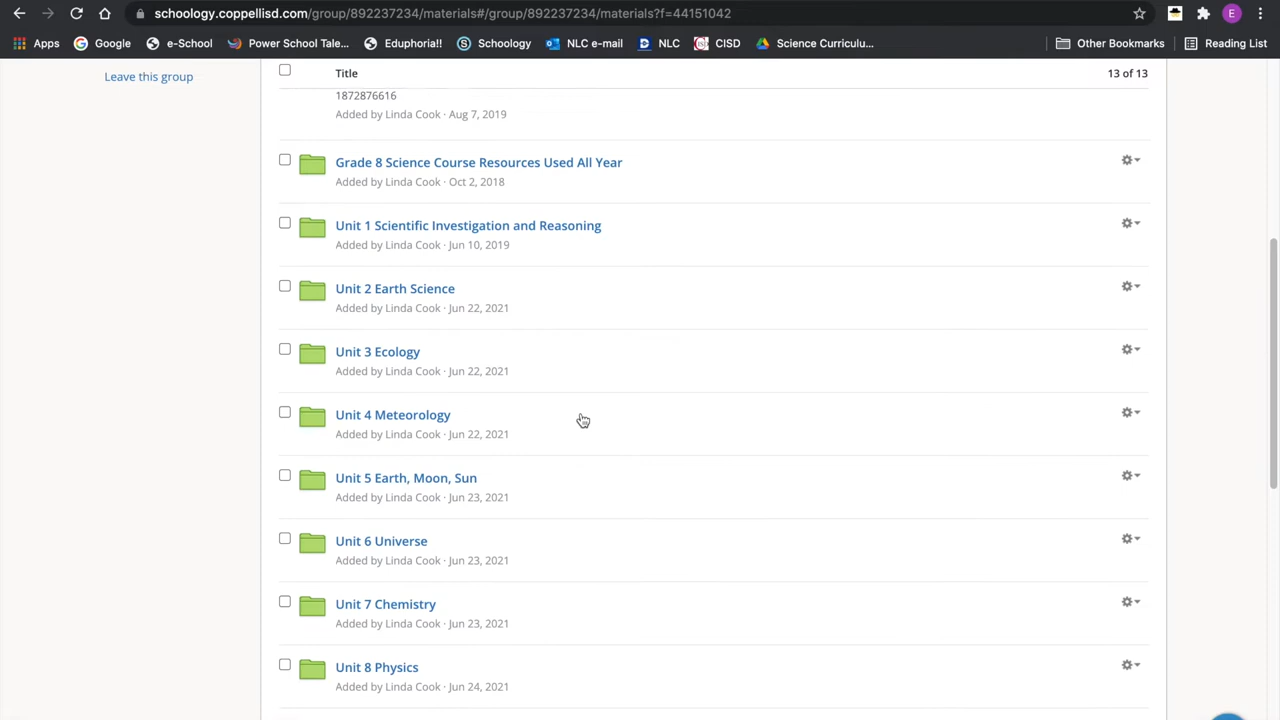 schoology.coppellisd.com/group/892237234/materials#/group/892237234/materials?f=44151042
E
Apps Google e-School Power School Tale... Eduphoria!! Schoology NLC e-mail NLC CISD Science Curriculu... Other Bookmarks Reading List
Leave this group
Title 13 of 13
1872876616
Added by Linda Cook · Aug 7, 2019
Grade 8 Science Course Resources Used All Year
Added by Linda Cook · Oct 2, 2018
Unit 1 Scientific Investigation and Reasoning
Added by Linda Cook · Jun 10, 2019
Unit 2 Earth Science
Added by Linda Cook · Jun 22, 2021
Unit 3 Ecology
Added by Linda Cook · Jun 22, 2021
Unit 4 Meteorology
Added by Linda Cook · Jun 22, 2021
Unit 5 Earth, Moon, Sun
Added by Linda Cook · Jun 23, 2021
Unit 6 Universe
Added by Linda Cook · Jun 23, 2021
Unit 7 Chemistry
Added by Linda Cook · Jun 23, 2021
Unit 8 Physics
Added by Linda Cook · Jun 24, 2021